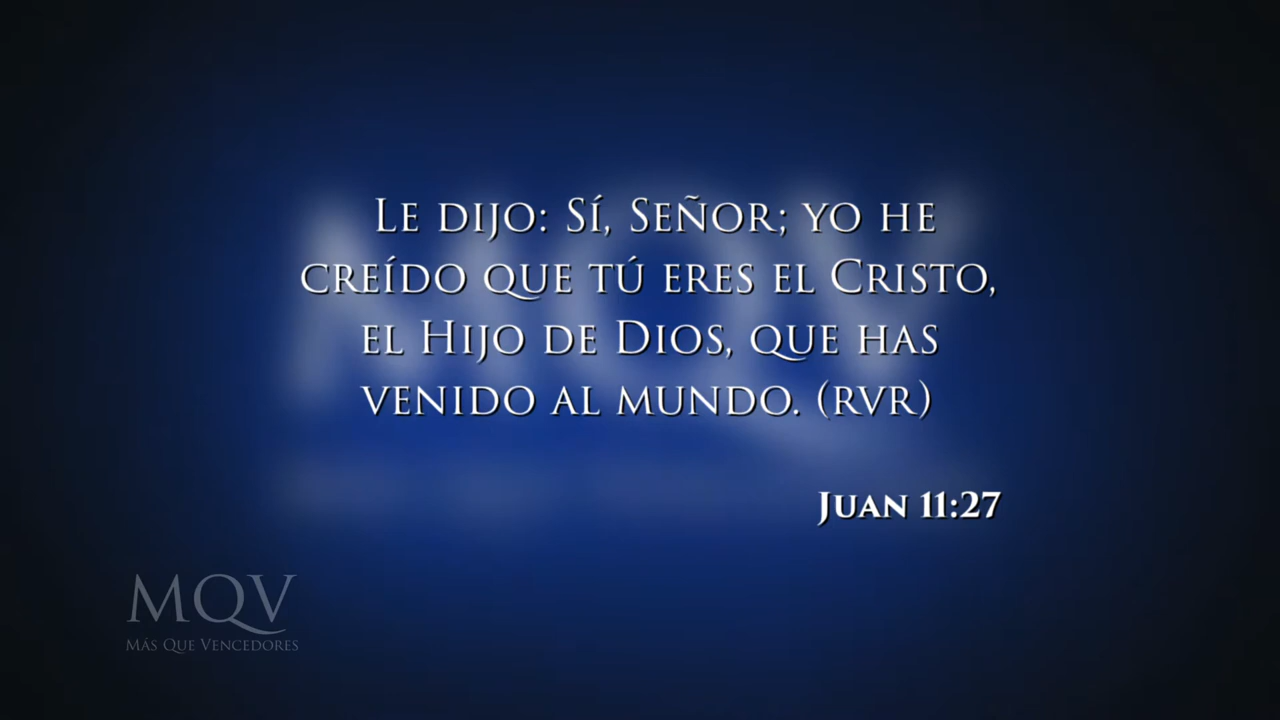 Le dijo: Sí, Señor; yo he
creído que tú eres el Cristo,
el Hijo de Dios, que has
venido al mundo. (RVR)
Juan 11:27
MQV
Más Que Vencedores